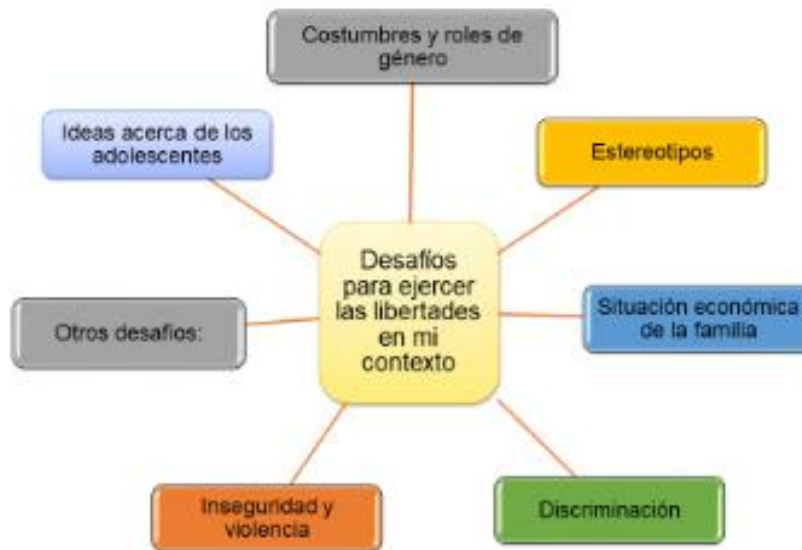 Costumbres y roles de
género
Ideas acerca de los
adolescentes
Estereotipos
Desafíos
para ejercer
las libertades
en mi
contexto
Situación económica
de la familia
Otros desafíos:
Inseguridad y
violencia
Discriminación